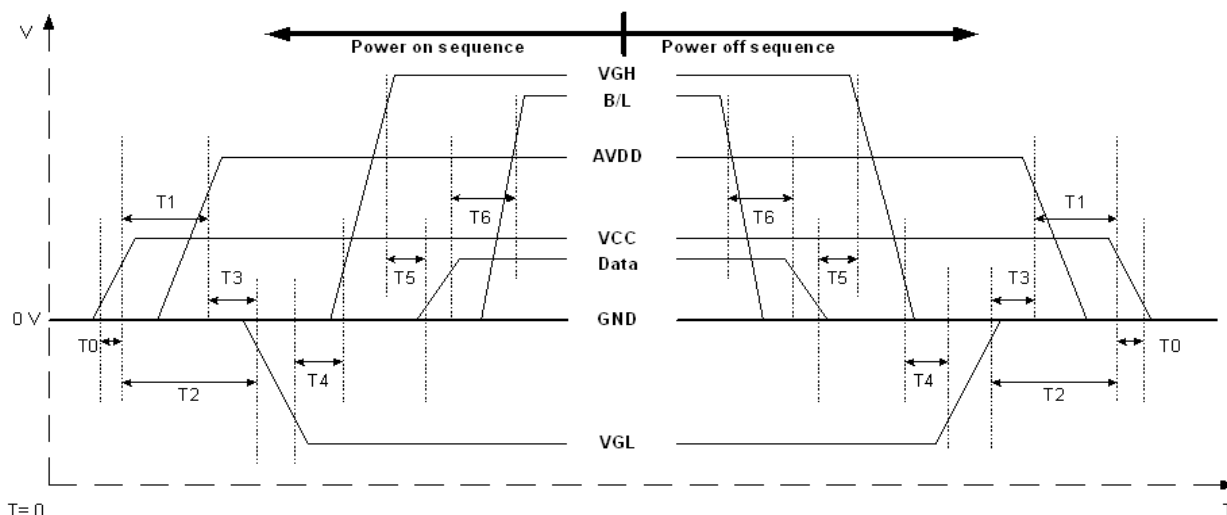 V
Power on sequence
Power off sequence
VGH
B/L
AVDD
T1
T6
T6
T1
VCC
Data
T3
T5
T5
T3
0 V
GND
T0
T4
T4
T0
T2
T2
VGL
T= 0